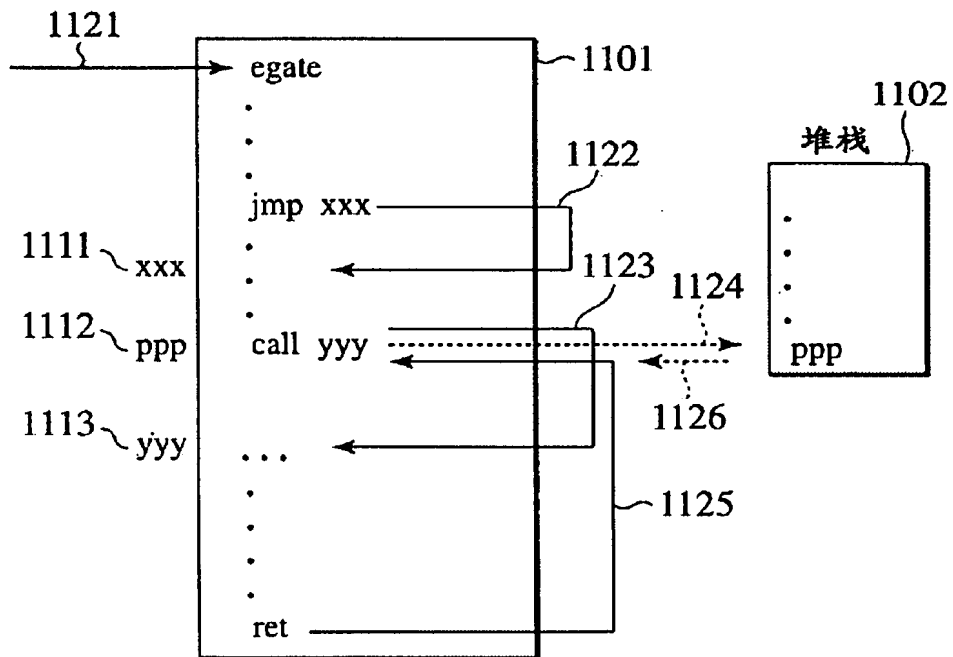 1121
egate
1101
1102
堆栈
1122
jmp xxx
1111
xxx
1123
1124
1112
ppp
call yyy
ppp
1126
1113
yyy
...
1125
ret